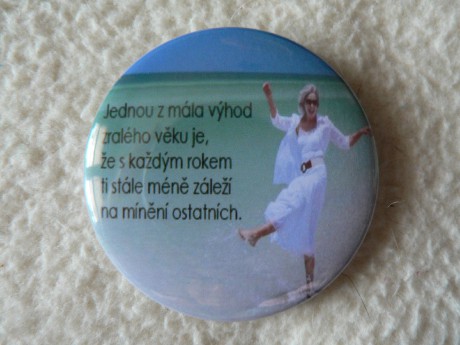 Jednou z mála výhod
zralého věku je,
že s každým rokem
ti stále méně záleží
na mínění ostatních.